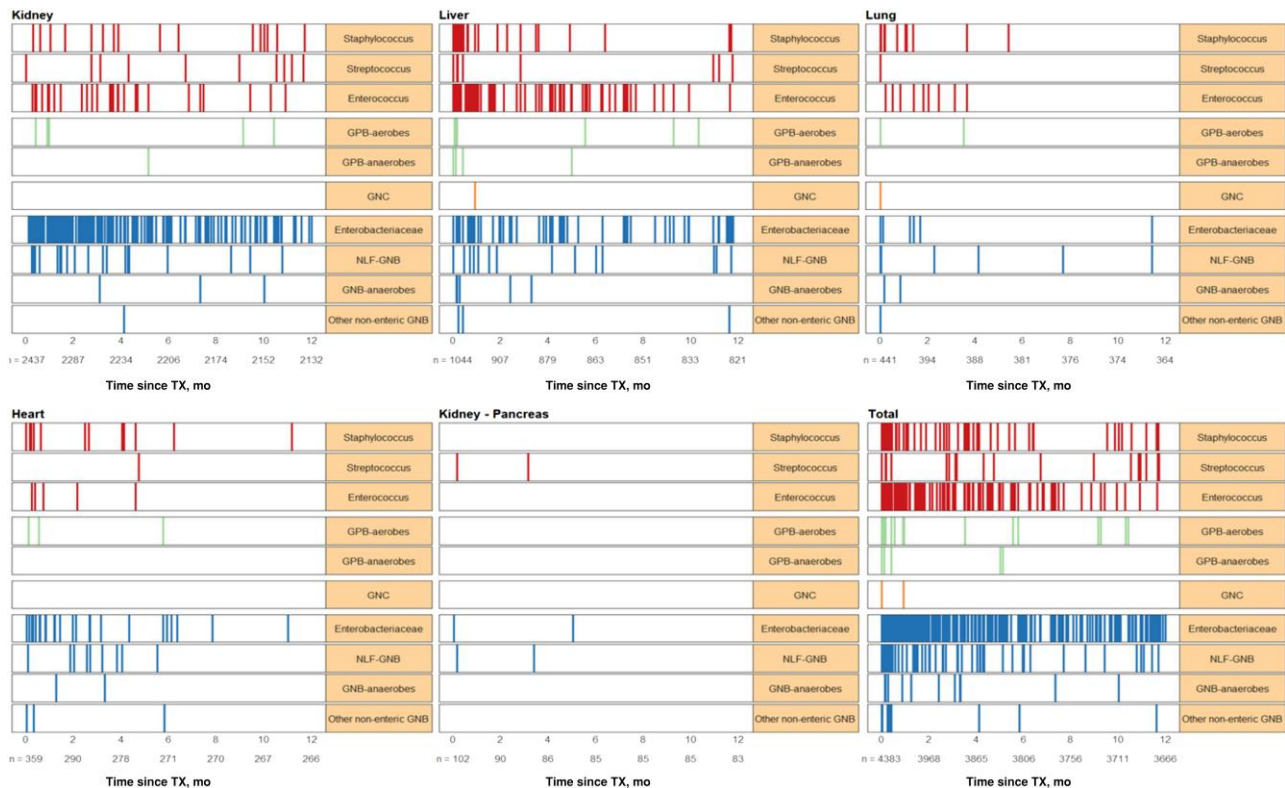 Kidney
Staphylococcus
Streptococcus
Enterococcus
GPB-aerobes
GPB-anaerobes
GNC
Enterobacteriaceae
NLF-GNB
GNB-anaerobes
Other non-enteric GNB
0 2 4 6 8 10 12
n = 2437 2287 2234 2206 2174 2152 2132
Time since TX, mo
Liver
Staphylococcus
Streptococcus
Enterococcus
GPB-aerobes
GPB-anaerobes
GNC
Enterobacteriaceae
NLF-GNB
GNB-anaerobes
Other non-enteric GNB
0 2 4 6 8 10 12
n = 1044 907 879 863 851 833 821
Time since TX, mo
Lung
Staphylococcus
Streptococcus
Enterococcus
GPB-aerobes
GPB-anaerobes
GNC
Enterobacteriaceae
NLF-GNB
GNB-anaerobes
Other non-enteric GNB
0 2 4 6 8 10 12
n = 441 394 388 381 376 374 364
Time since TX, mo
Heart
Staphylococcus
Streptococcus
Enterococcus
GPB-aerobes
GPB-anaerobes
GNC
Enterobacteriaceae
NLF-GNB
GNB-anaerobes
Other non-enteric GNB
0 2 4 6 8 10 12
n = 359 290 278 271 270 267 266
Time since TX, mo
Kidney - Pancreas
Staphylococcus
Streptococcus
Enterococcus
GPB-aerobes
GPB-anaerobes
GNC
Enterobacteriaceae
NLF-GNB
GNB-anaerobes
Other non-enteric GNB
0 2 4 6 8 10 12
n = 102 90 86 85 85 85 83
Time since TX, mo
Total
Staphylococcus
Streptococcus
Enterococcus
GPB-aerobes
GPB-anaerobes
GNC
Enterobacteriaceae
NLF-GNB
GNB-anaerobes
Other non-enteric GNB
0 2 4 6 8 10 12
n = 4383 3968 3865 3806 3756 3711 3666
Time since TX, mo